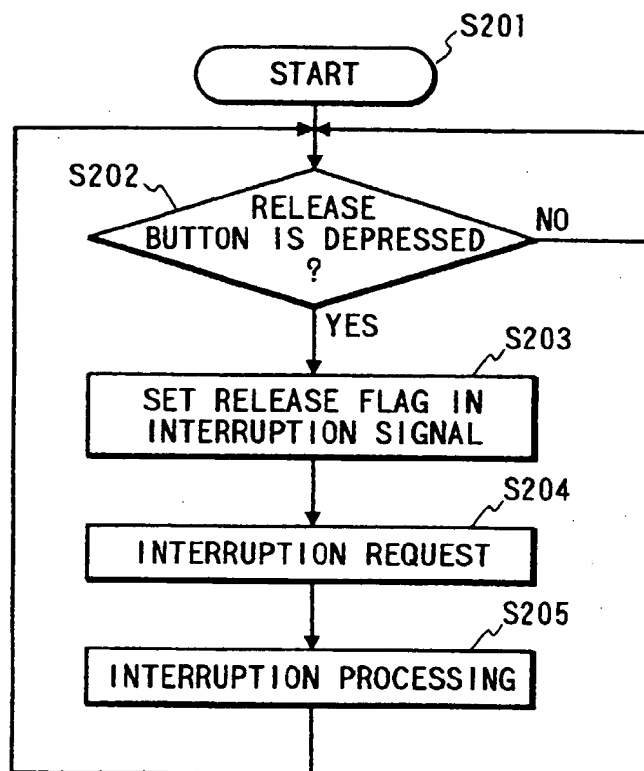 S201
START
S202
RELEASE
BUTTON IS DEPRESSED
?
NO
YES
S203
SET RELEASE FLAG IN
INTERRUPTION SIGNAL
S204
INTERRUPTION REQUEST
S205
INTERRUPTION PROCESSING